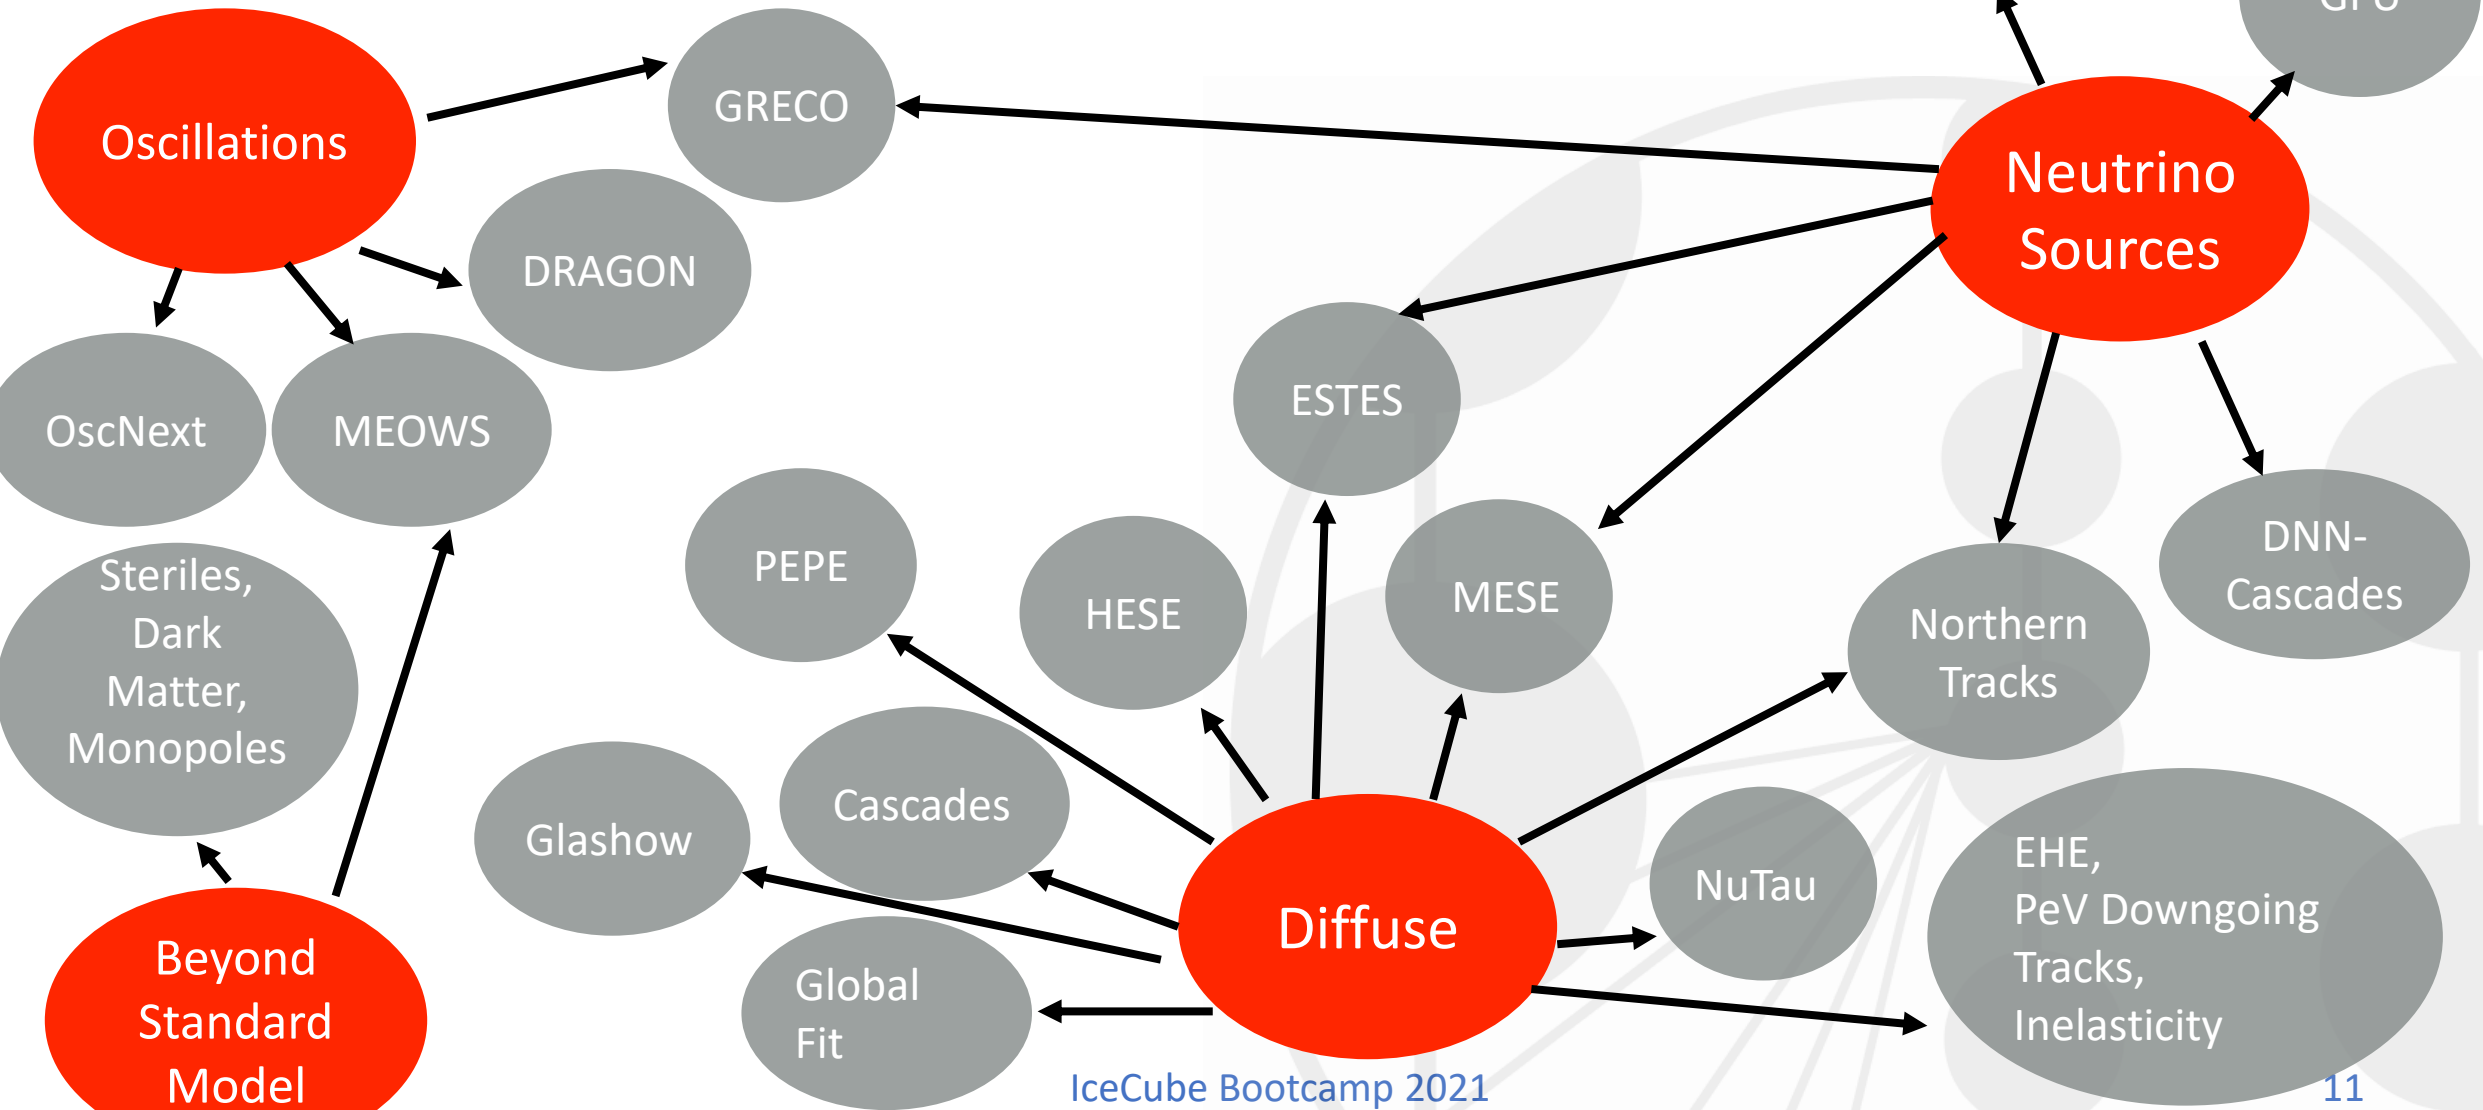 GFU
GRECO
Oscillations
Neutrino
Sources
DRAGON
ESTES
OscNext
MEOWS
PEPE
HESE
MESE
DNN-
Cascades
Northern
Tracks
Steriles,
Dark
Matter,
Monopoles
Glashow
Cascades
NuTau
EHE,
PeV Downgoing
Tracks,
Inelasticity
Diffuse
Global
Fit
Beyond
Standard
Model
IceCube Bootcamp 2021
11